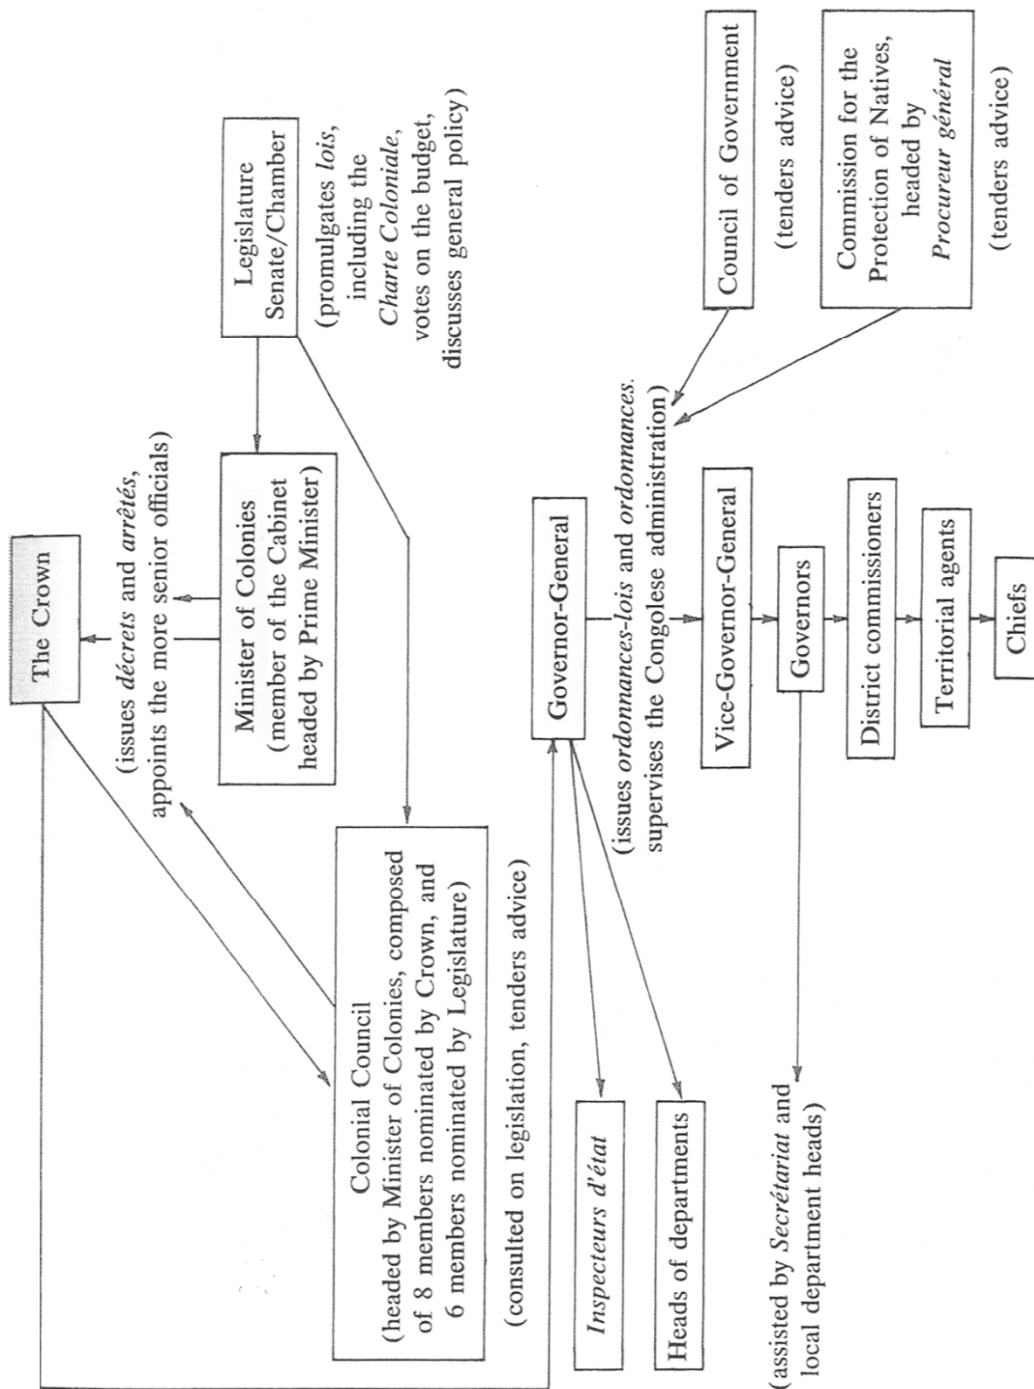 The Crown
(issues décrets and arrêtés,
appoints the more senior officials)
Legislature
Senate/Chamber
(promulgates lois,
including the
Charte Coloniale,
votes on the budget,
discusses general policy)
Minister of Colonies
(member of the Cabinet
headed by Prime Minister)
Colonial Council
(headed by Minister of Colonies, composed
of 8 members nominated by Crown, and
6 members nominated by Legislature)
(consulted on legislation, tenders advice)
Governor-General
(issues ordonnances-lois and ordonnances.
supervises the Congolese administration)
Council of Government
(tenders advice)
Commission for the
Protection of Natives,
headed by
Procureur général
(tenders advice)
Inspecteurs d'état
Heads of departments
Vice-Governor-General
Governors
(assisted by Secrétariat and
local department heads)
District commissioners
Territorial agents
Chiefs